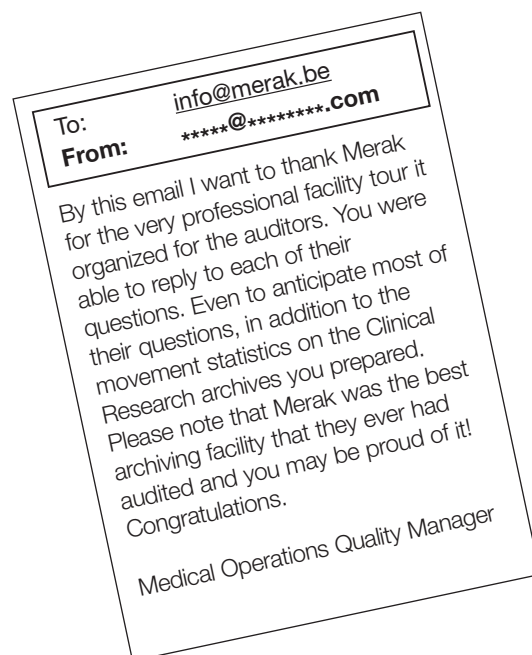 To: info@merak.be
From: *****@********.com
By this email I want to thank Merak
for the very professional facility tour it
organized for the auditors. You were
able to reply to each of their
questions. Even to anticipate most of
their questions, in addition to the
movement statistics on the Clinical
Research archives you prepared.
Please note that Merak was the best
archiving facility that they ever had
audited and you may be proud of it!
Congratulations.
Medical Operations Quality Manager